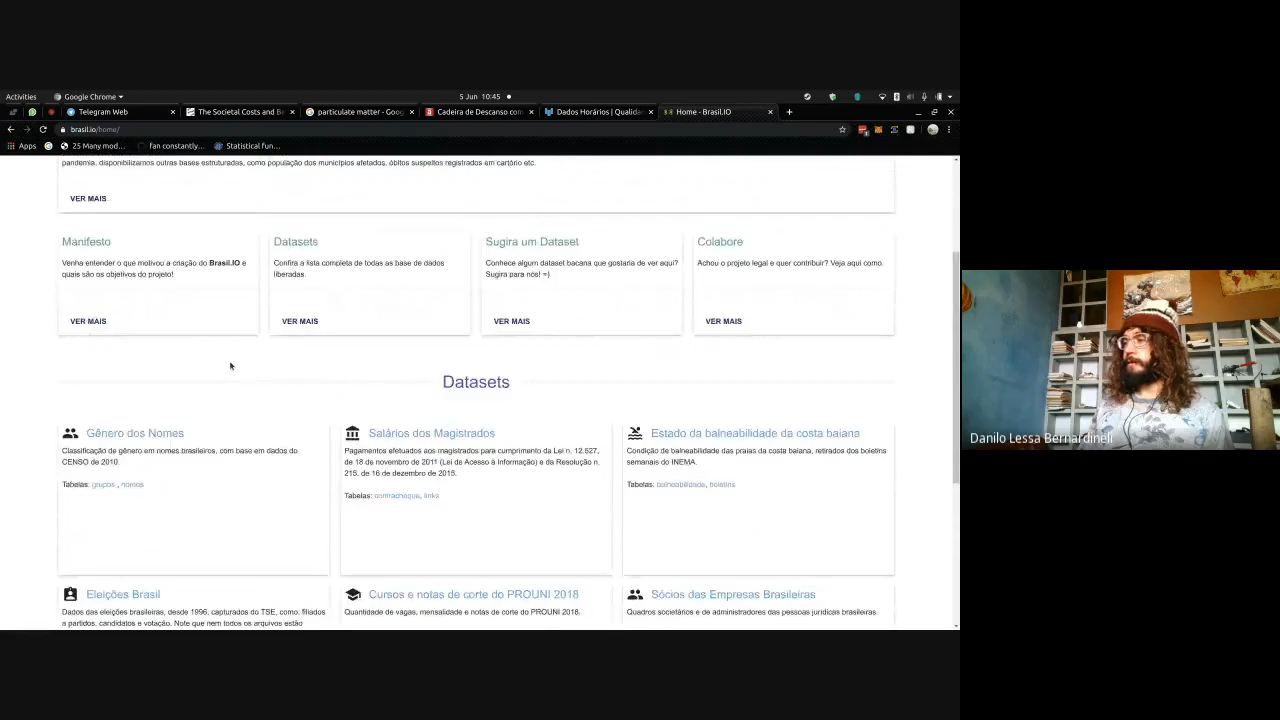 Activities
Google Chrome
5 Jun 10:45
Telegram Web
The Societal Costs and Be
particulate matter - Goog
Cadeira de Descanso com
Dados Horários | Qualida
Home - Brasil.IO
brasil.io/home/
Apps
25 Many mod...
fan constantly...
Statistical fun...
pandemia, disponibilizamos outras bases estruturadas, como população dos municípios afetados, óbitos suspeitos registrados em cartório etc.
VER MAIS
Manifesto
Venha entender o que motivou a criação do Brasil.IO e
quais são os objetivos do projeto!
VER MAIS
Datasets
Confira a lista completa de todas as base de dados
liberadas.
VER MAIS
Sugira um Dataset
Conhece algum dataset bacana que gostaria de ver aqui?
Sugira para nós! =)
VER MAIS
Colabore
Achou o projeto legal e quer contribuir? Veja aqui como.
VER MAIS
Datasets
Gênero dos Nomes
Classificação de gênero em nomes brasileiros, com base em dados do
CENSO de 2010.
Tabelas: grupos , nomes
Salários dos Magistrados
Pagamentos efetuados aos magistrados para cumprimento da Lei n. 12.527,
de 18 de novembro de 2011 (Lei de Acesso à Informação) e da Resolução n.
215, de 16 de dezembro de 2015.
Tabelas: contracheque, links
Estado da balneabilidade da costa baiana
Condição de balneabilidade das praias da costa baiana, retirados dos boletins
semanais do INEMA.
Tabelas: balneabilidade, boletins
Eleições Brasil
Dados das eleições brasileiras, desde 1996, capturados do TSE, como: filiados
a partidos, candidatos e votação. Note que nem todos os arquivos estão
Cursos e notas de corte do PROUNI 2018
Quantidade de vagas, mensalidade e notas de corte do PROUNI 2018.
Sócios das Empresas Brasileiras
Quadros societários e de administradores das pessoas jurídicas brasileiras.
Danilo Lessa Bernardineli